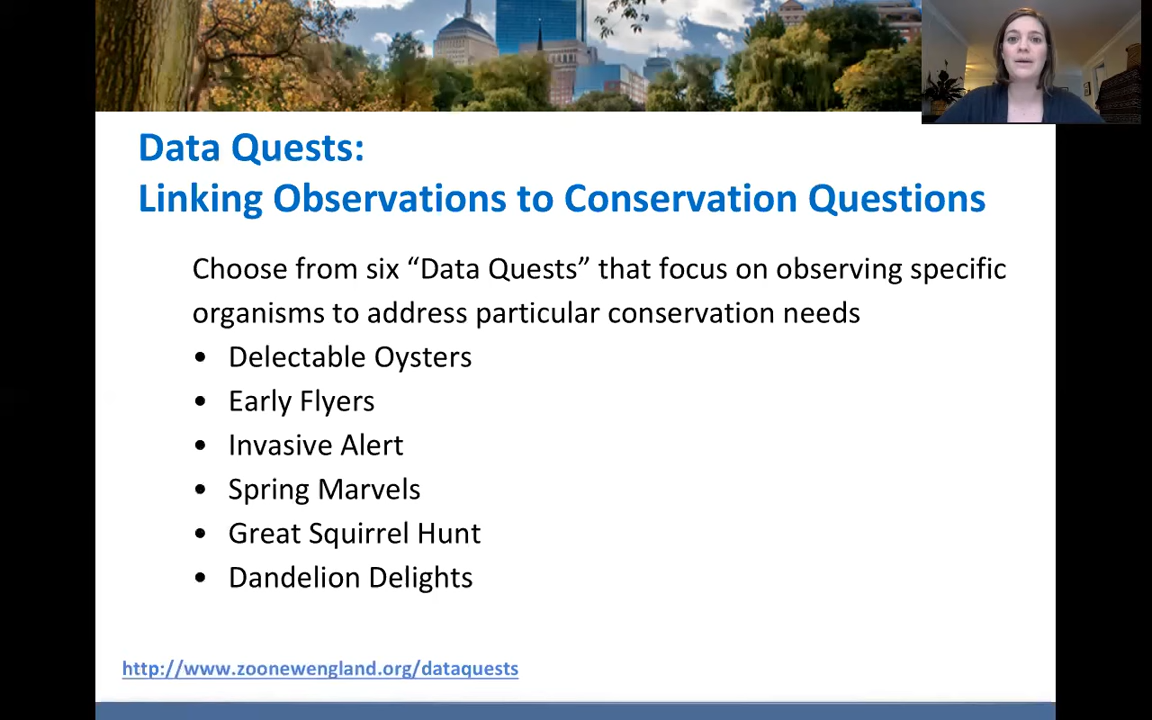 Data Quests:
Linking Observations to Conservation Questions
Choose from six “Data Quests” that focus on observing specific
organisms to address particular conservation needs
• Delectable Oysters
• Early Flyers
• Invasive Alert
• Spring Marvels
• Great Squirrel Hunt
• Dandelion Delights
http://www.zoonewengland.org/dataquests